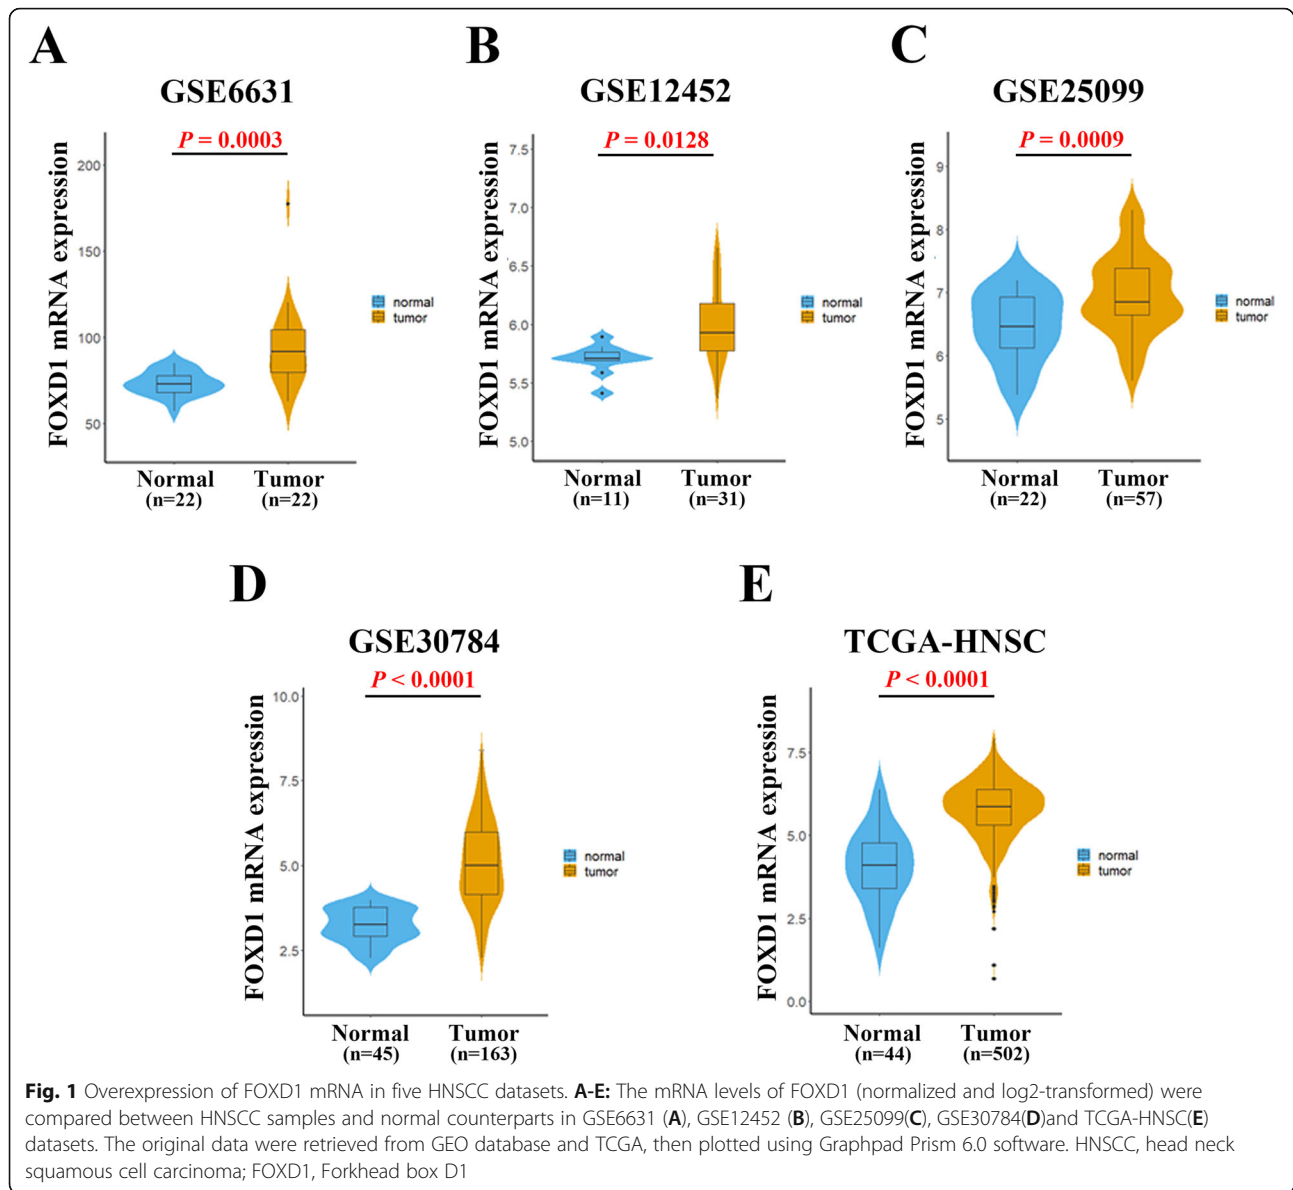 A
GSE6631
P = 0.0003
FOXD1 mRNA expression
200
150
100
50
normal
tumor
Normal
(n=22)
Tumor
(n=22)
B
GSE12452
P = 0.0128
FOXD1 mRNA expression
7.5
7.0
6.5
6.0
5.5
5.0
normal
tumor
Normal
(n=11)
Tumor
(n=31)
C
GSE25099
P = 0.0009
FOXD1 mRNA expression
9
8
7
6
5
normal
tumor
Normal
(n=22)
Tumor
(n=57)
D
GSE30784
P < 0.0001
FOXD1 mRNA expression
10.0
7.5
5.0
2.5
normal
tumor
Normal
(n=45)
Tumor
(n=163)
E
TCGA-HNSC
P < 0.0001
FOXD1 mRNA expression
7.5
5.0
2.5
0.0
normal
tumor
Normal
(n=44)
Tumor
(n=502)
Fig. 1 Overexpression of FOXD1 mRNA in five HNSCC datasets. A-E: The mRNA levels of FOXD1 (normalized and log2-transformed) were
compared between HNSCC samples and normal counterparts in GSE6631 (A), GSE12452 (B), GSE25099(C), GSE30784(D)and TCGA-HNSC(E)
datasets. The original data were retrieved from GEO database and TCGA, then plotted using Graphpad Prism 6.0 software. HNSCC, head neck
squamous cell carcinoma; FOXD1, Forkhead box D1